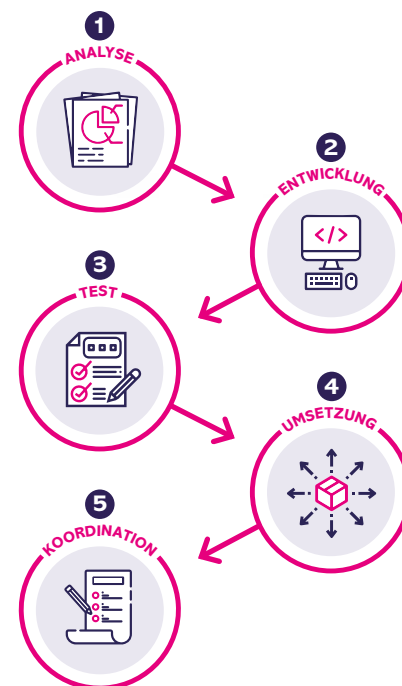 1
ANALYSE
2
ENTWICKLUNG
</>
3
TEST
4
UMSETZUNG
5
KOORDINATION